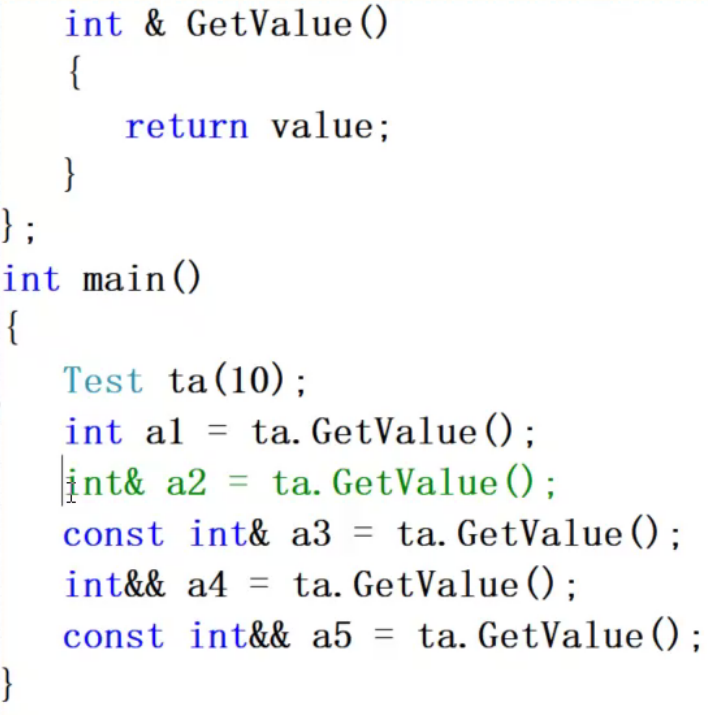 int & GetValue()
{
return value;
}
};
int main()
{
Test ta(10);
int a1 = ta.GetValue();
int& a2 = ta.GetValue();
const int& a3 = ta.GetValue();
int&& a4 = ta.GetValue();
const int&& a5 = ta.GetValue();
}